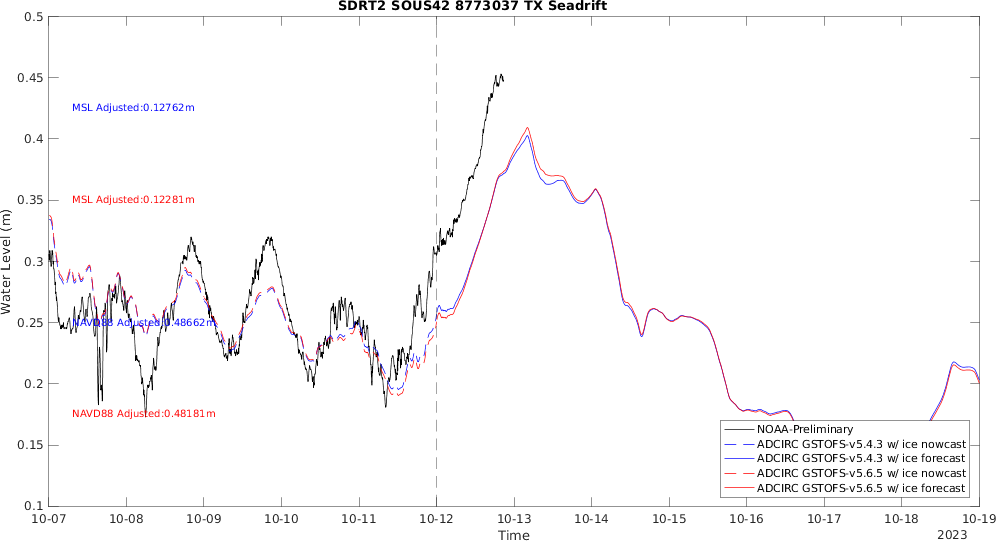 SDRT2 SOUS42 8773037 TX Seadrift
0.5
0.45
0.4
0.35
0.3
0.25
0.2
0.15
0.1
Water Level (m)
MSL Adjusted:0.12762m
MSL Adjusted:0.12281m
NAVD88 Adjusted:0.48662m
NAVD88 Adjusted:0.48181m
NOAA-Preliminary
ADCIRC GSTOFS-v5.4.3 w/ ice nowcast
ADCIRC GSTOFS-v5.4.3 w/ ice forecast
ADCIRC GSTOFS-v5.6.5 w/ ice nowcast
ADCIRC GSTOFS-v5.6.5 w/ ice forecast
10-07 10-08 10-09 10-10 10-11 10-12 10-13 10-14 10-15 10-16 10-17 10-18 10-19
Time
2023